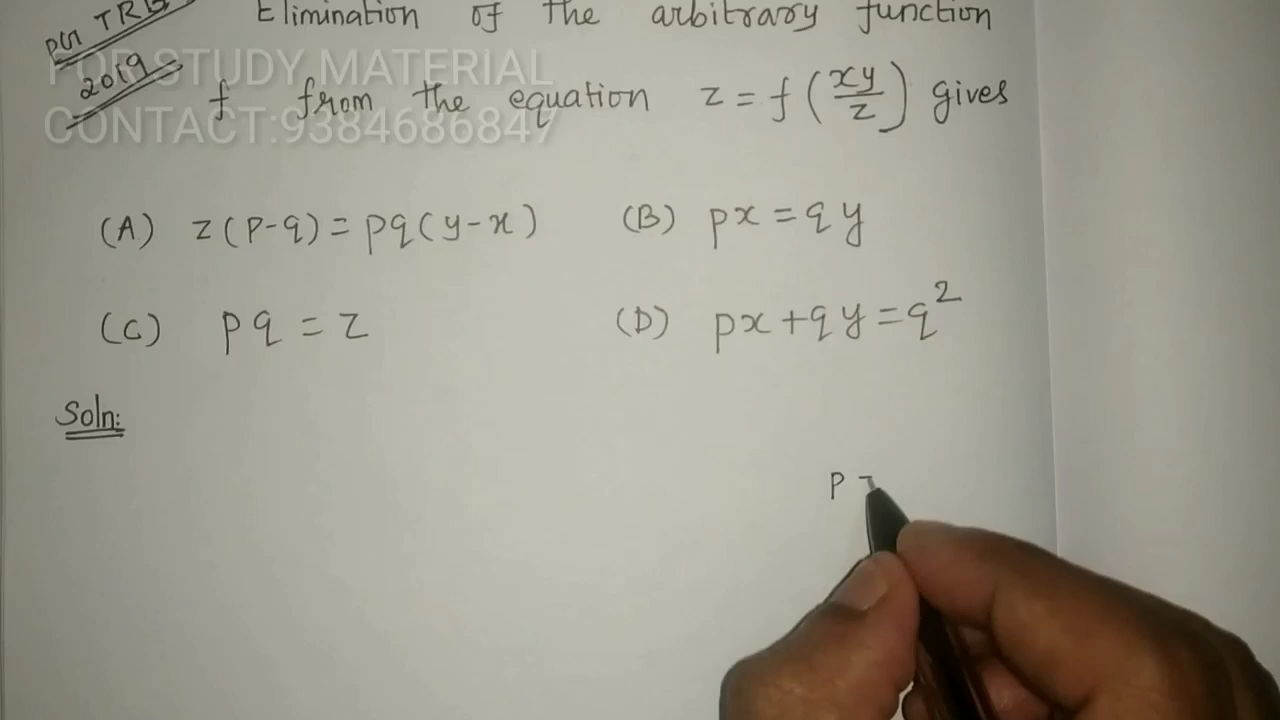 PG TRB
2019
Elimination of the arbitrary function
f from the equation z = f(xy/z) gives
FOR STUDY MATERIAL
CONTACT:9384686847
(A) z(p-q) = pq(y-x) (B) px = qy
(C) pq = z (D) px + qy = q²
Soln:
p =